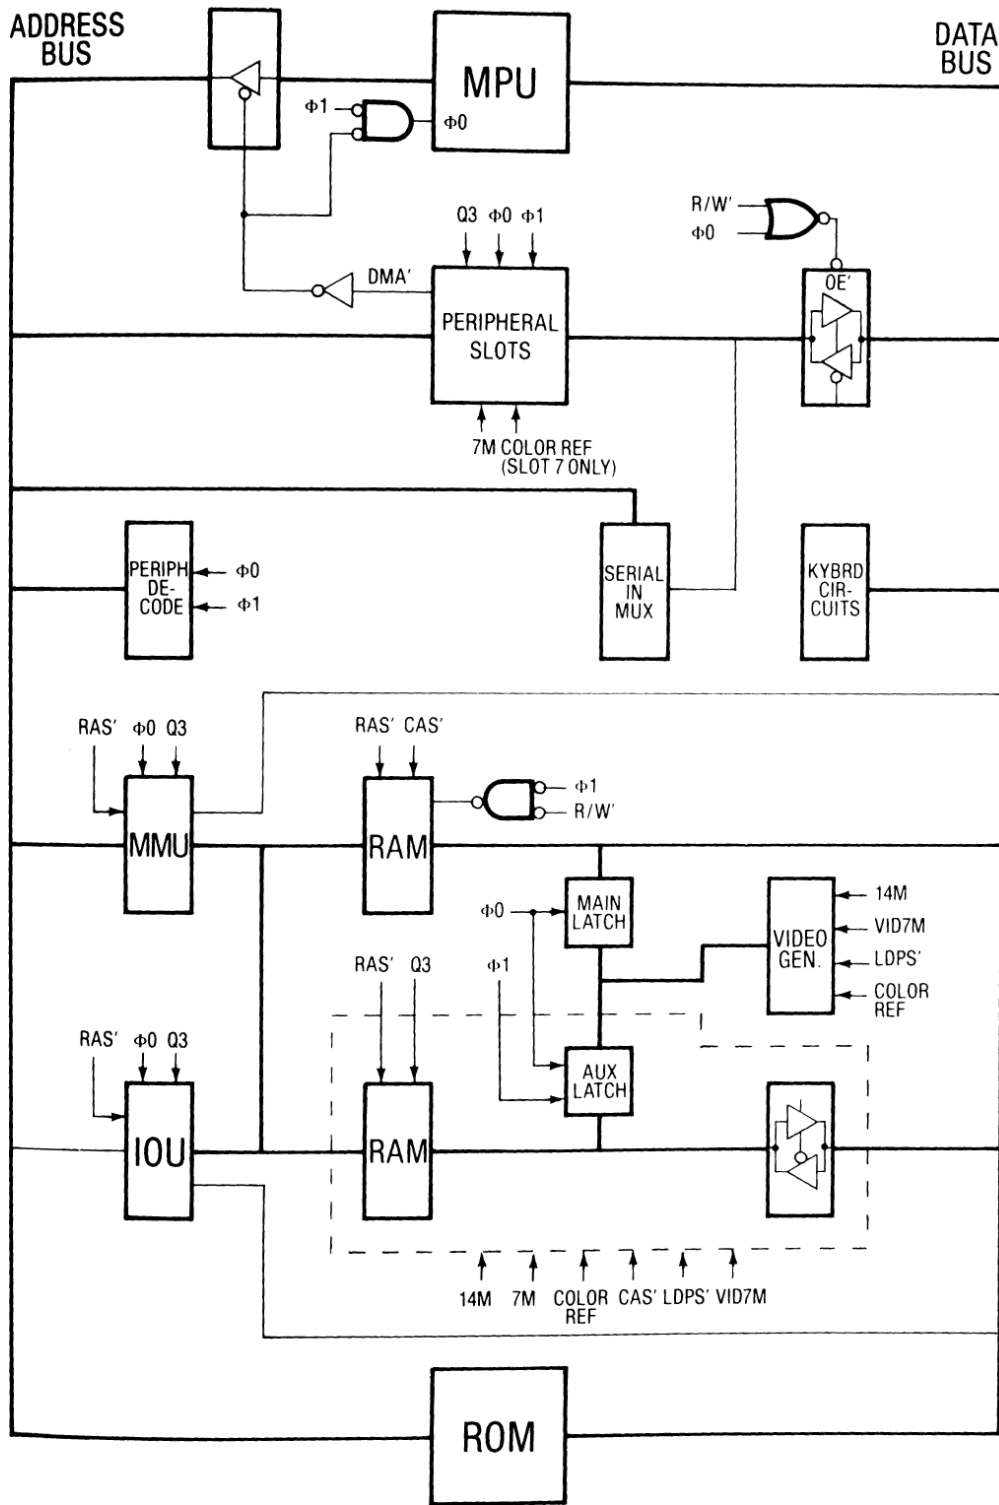 ADDRESS
BUS
DATA
BUS
MPU
Φ1
Φ0
R/W'
Φ0
Q3 Φ0 Φ1
DMA'
OE'
PERIPHERAL
SLOTS
7M COLOR REF
(SLOT 7 ONLY)
PERIPH
DE-
CODE
Φ0
Φ1
SERIAL
IN
MUX
KYBRD
CIR-
CUITS
RAS' Φ0 Q3
RAS' CAS'
MMU
RAM
Φ1
R/W'
Φ0
MAIN
LATCH
VIDEO
GEN.
14M
VID7M
LDPS'
COLOR
REF
RAS' Q3
Φ1
RAS' Φ0 Q3
IOU
RAM
AUX
LATCH
14M 7M COLOR
REF
CAS' LDPS' VID7M
ROM